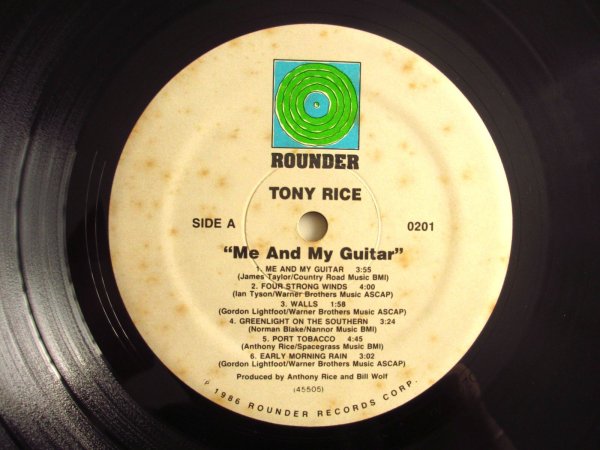 ROUNDER
TONY RICE
SIDE A 0201
"Me And My Guitar"
1. ME AND MY GUITAR 3:55
(James Taylor/Country Road Music BMI)
2. FOUR STRONG WINDS 4:00
(Ian Tyson/Warner Brothers Music ASCAP)
3. WALLS 1:58
(Gordon Lightfoot/Warner Brothers Music ASCAP)
4. GREENLIGHT ON THE SOUTHERN 3:24
(Norman Blake/Nannor Music BMI)
5. PORT TOBACCO 4:45
(Anthony Rice/Spacegrass Music BMI)
6. EARLY MORNING RAIN 3:02
(Gordon Lightfoot/Warner Brothers Music ASCAP)
Produced by Anthony Rice and Bill Wolf
(45505)
℗ 1986 ROUNDER RECORDS CORP.